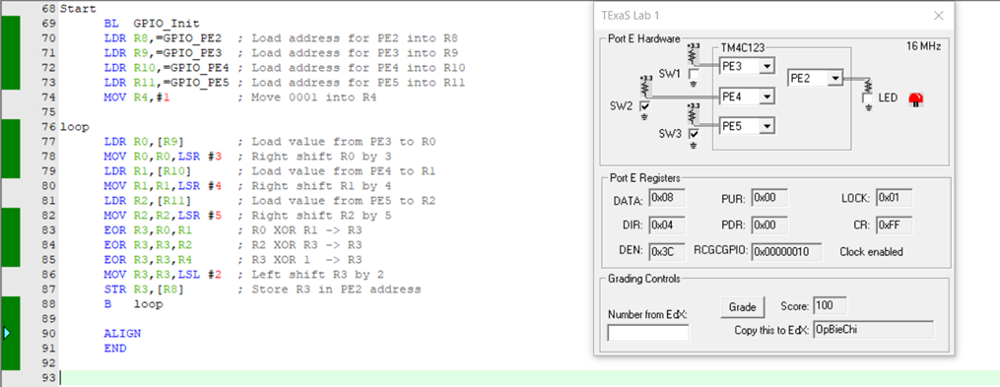 68 Start
69 BL GPIO_Init
70 LDR R8,=GPIO_PE2 ; Load address for PE2 into R8
71 LDR R9,=GPIO_PE3 ; Load address for PE3 into R9
72 LDR R10,=GPIO_PE4 ; Load address for PE4 into R10
73 LDR R11,=GPIO_PE5 ; Load address for PE5 into R11
74 MOV R4,#1 ; Move 0001 into R4
75
76 loop
77 LDR R0,[R9] ; Load value from PE3 to R0
78 MOV R0,R0,LSR #3 ; Right shift R0 by 3
79 LDR R1,[R10] ; Load value from PE4 to R1
80 MOV R1,R1,LSR #4 ; Right shift R1 by 4
81 LDR R2,[R11] ; Load value from PE5 to R2
82 MOV R2,R2,LSR #5 ; Right shift R2 by 5
83 EOR R3,R0,R1 ; R0 XOR R1 -> R3
84 EOR R3,R3,R2 ; R2 XOR R3 -> R3
85 EOR R3,R3,R4 ; R3 XOR 1 -> R3
86 MOV R3,R3,LSL #2 ; Left shift R3 by 2
87 STR R3,[R8] ; Store R3 in PE2 address
88 B loop
89
90 ALIGN
91 END
92
93
TExaS Lab 1
Port E Hardware
16 MHz
+3.3
TM4C123
SW1
PE3
PE2
+3.3
SW2
PE4
LED
+3.3
SW3
PE5
Port E Registers
DATA: 0x08 PUR: 0x00 LOCK: 0x01
DIR: 0x04 PDR: 0x00 CR: 0xFF
DEN: 0x3C RCGCGPIO: 0x00000010 Clock enabled
Grading Controls
Number from EdX:
Grade Score: 100
Copy this to EdX: OpBieChi